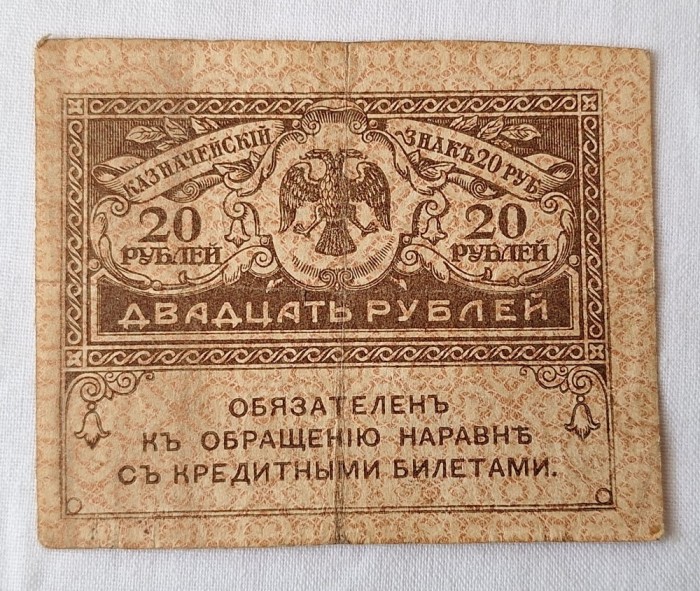 КАЗНАЧЕЙСКІЙ
ЗНАКЪ 20 РУБ.
20
РУБЛЕЙ
20
РУБЛЕЙ
ДВАДЦАТЬ РУБЛЕЙ
ОБЯЗАТЕЛЕНЪ
КЪ ОБРАЩЕНІЮ НАРАВНѢ
СЪ КРЕДИТНЫМИ БИЛЕТАМИ.